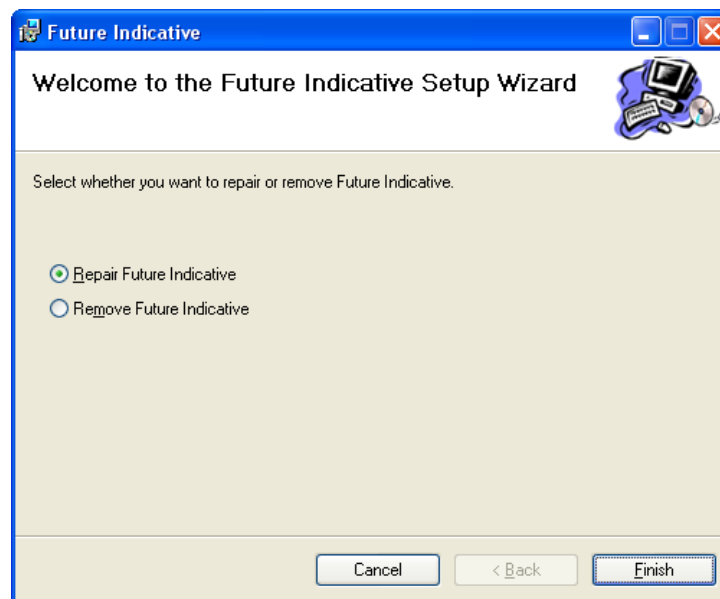 Future Indicative
Welcome to the Future Indicative Setup Wizard
Select whether you want to repair or remove Future Indicative.
Repair Future Indicative
Remove Future Indicative
Cancel
< Back
Finish